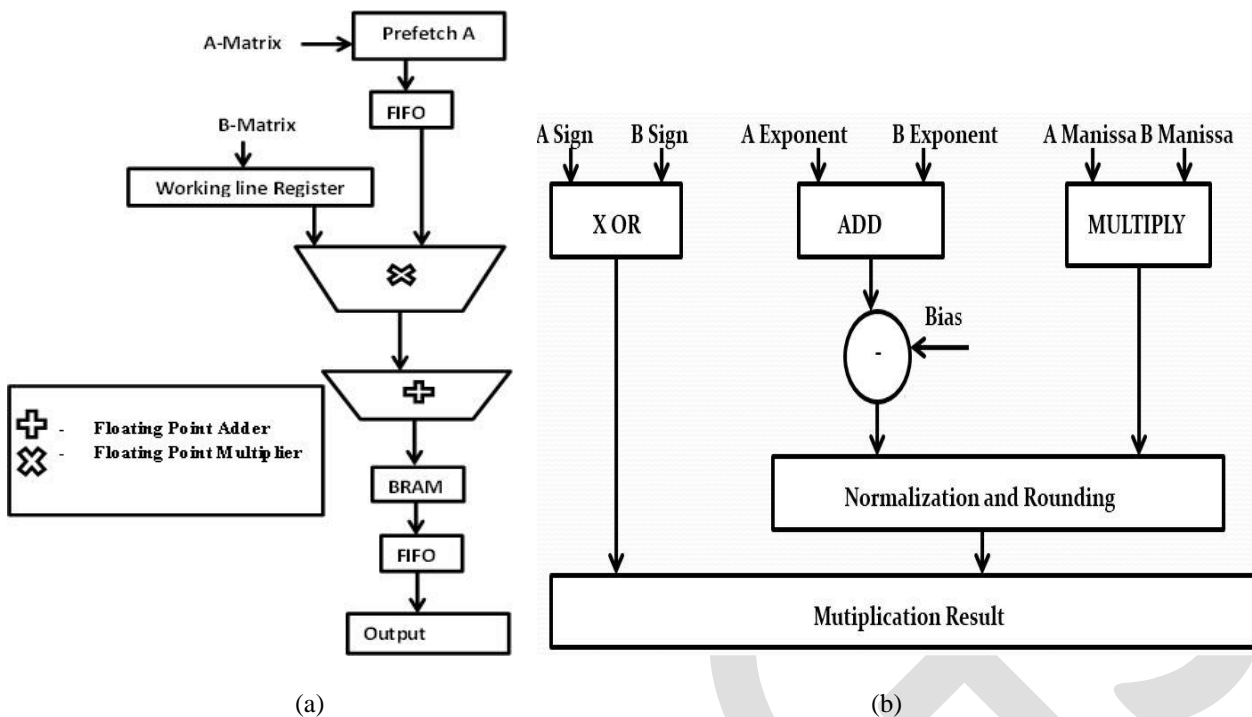 A-Matrix
Prefetch A
FIFO
B-Matrix
Working line Register
- Floating Point Adder
- Floating Point Multiplier
BRAM
FIFO
Output
(a)
A Sign B Sign A Exponent B Exponent A Manissa B Manissa
X OR ADD MULTIPLY
Bias
-
Normalization and Rounding
Mutiplication Result
(b)